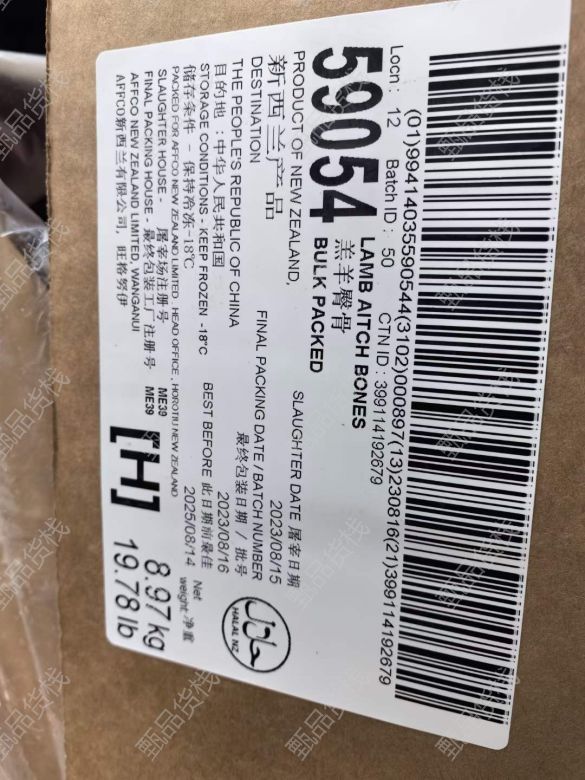 (01)99414035590544(3102)000897(13)230816(21)399114192679
Locn : 12 Batch ID : 50 CTN ID : 399114192679
59054
LAMB AITCH BONES
羔羊臀骨
BULK PACKED
PRODUCT OF NEW ZEALAND,
新西兰产品
DESTINATION
THE PEOPLE'S REPUBLIC OF CHINA
目的地：中华人民共和国
STORAGE CONDITIONS - KEEP FROZEN -18°C
储存条件 - 保持冷冻-18°C
PACKED FOR AFFCO NEW ZEALAND LIMITED . HEAD OFFICE , HOROTIU NEW ZEALAND
SLAUGHTER HOUSE - 屠宰场注册号 ME39
FINAL PACKING HOUSE - 最终包装工厂注册号 ME39
AFFCO NEW ZEALAND LIMITED, WANGANUI
AFFCO新西兰有限公司, 旺格努伊
SLAUGHTER DATE 屠宰日期
2023/08/15
FINAL PACKING DATE / BATCH NUMBER
最终包装日期 / 批号
2023/08/16
BEST BEFORE 此日期前最佳
2025/08/14
[H]
HALAL NZ
Net
weight 净重
8.97kg
19.78lb
甄品货栈